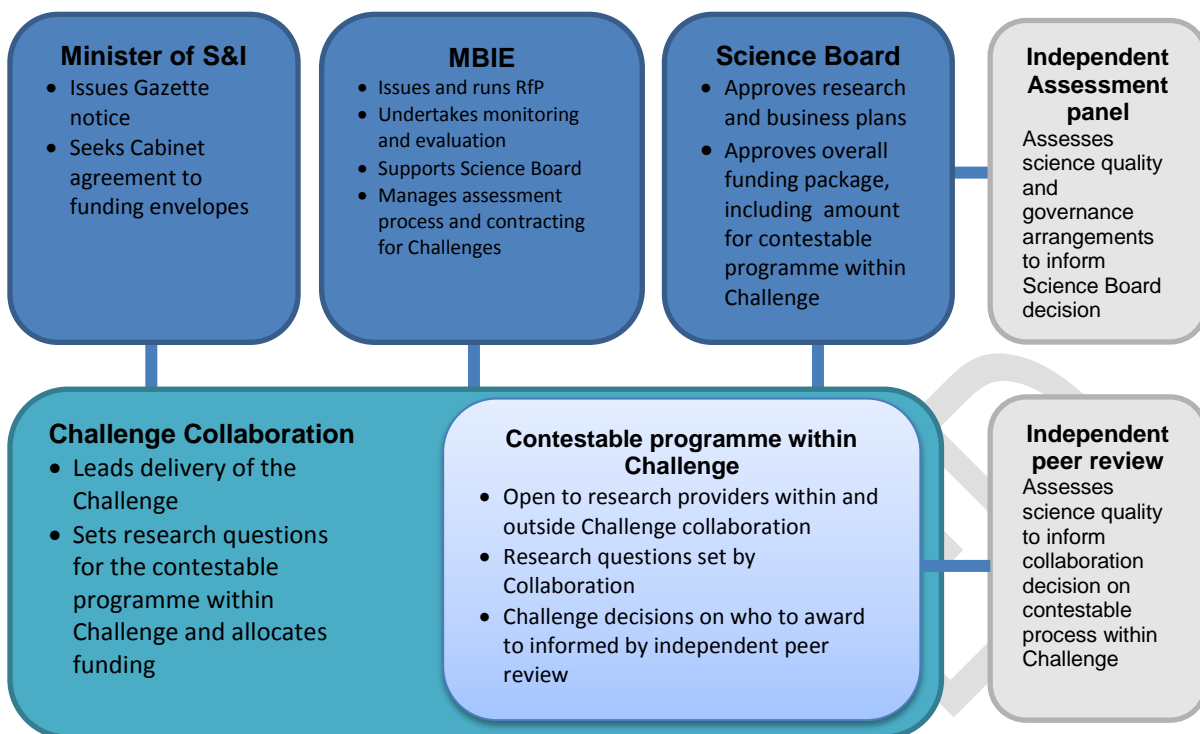 Minister of S&I
• Issues Gazette
notice
• Seeks Cabinet
agreement to
funding envelopes
MBIE
• Issues and runs RfP
• Undertakes monitoring
and evaluation
• Supports Science Board
• Manages assessment
process and contracting
for Challenges
Science Board
• Approves research
and business plans
• Approves overall
funding package,
including amount
for contestable
programme within
Challenge
Independent
Assessment
panel
Assesses
science quality
and
governance
arrangements
to inform
Science Board
decision
Challenge Collaboration
• Leads delivery of the
Challenge
• Sets research questions
for the contestable
programme within
Challenge and allocates
funding
Contestable programme within
Challenge
• Open to research providers within and
outside Challenge collaboration
• Research questions set by
Collaboration
• Challenge decisions on who to award
to informed by independent peer
review
Independent
peer review
Assesses
science quality
to inform
collaboration
decision on
contestable
process within
Challenge